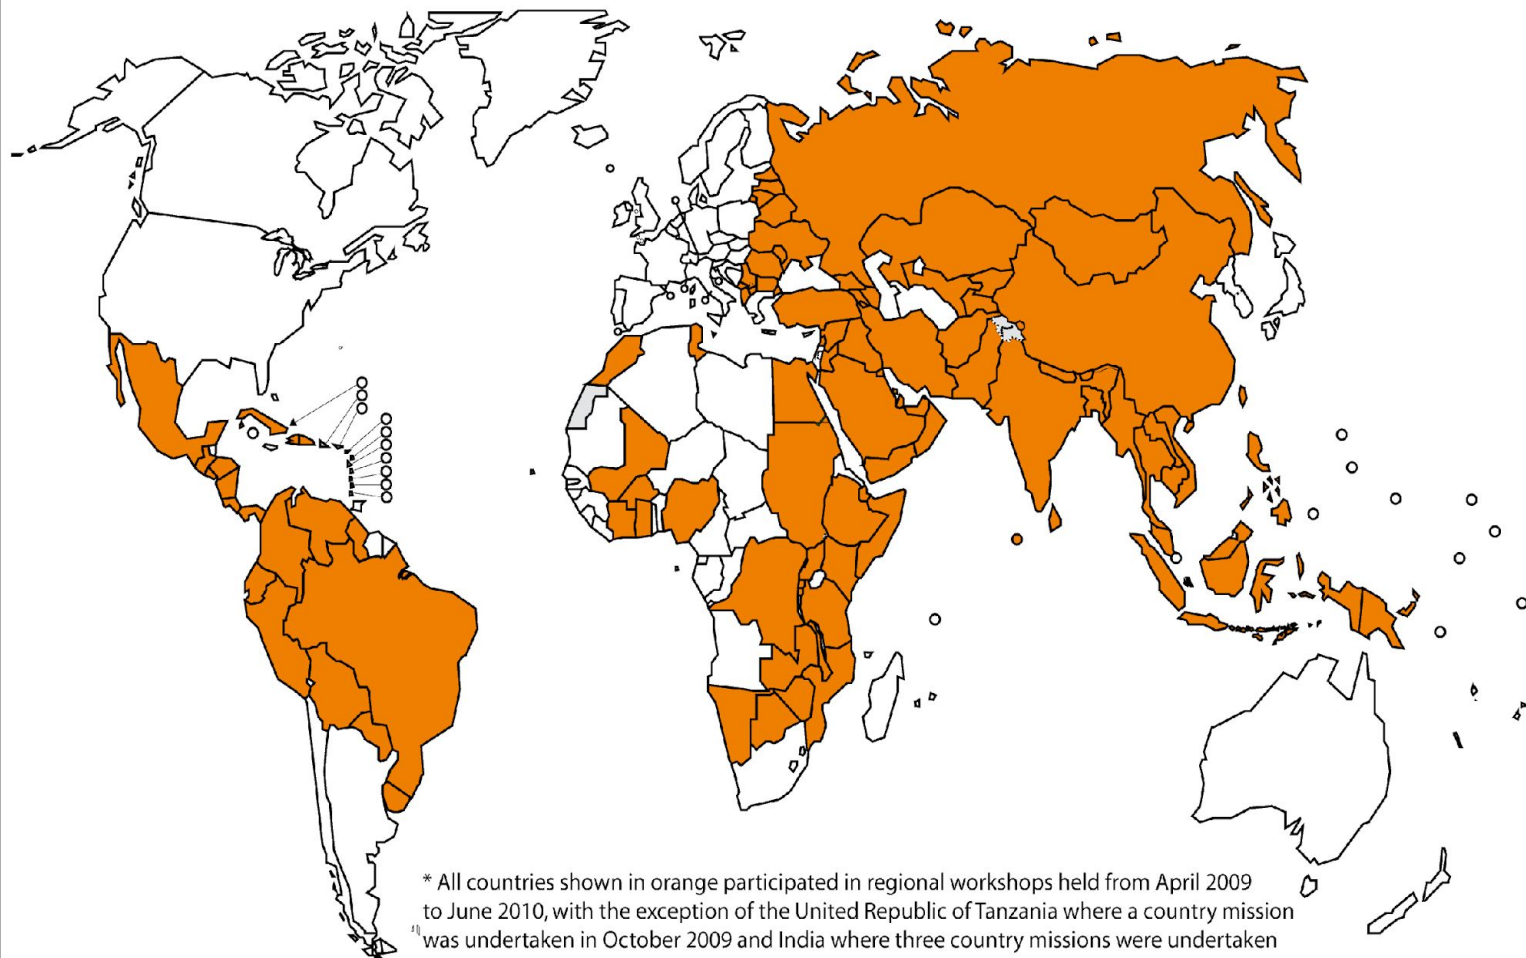 * All countries shown in orange participated in regional workshops held from April 2009
to June 2010, with the exception of the United Republic of Tanzania where a country mission
was undertaken in October 2009 and India where three country missions were undertaken